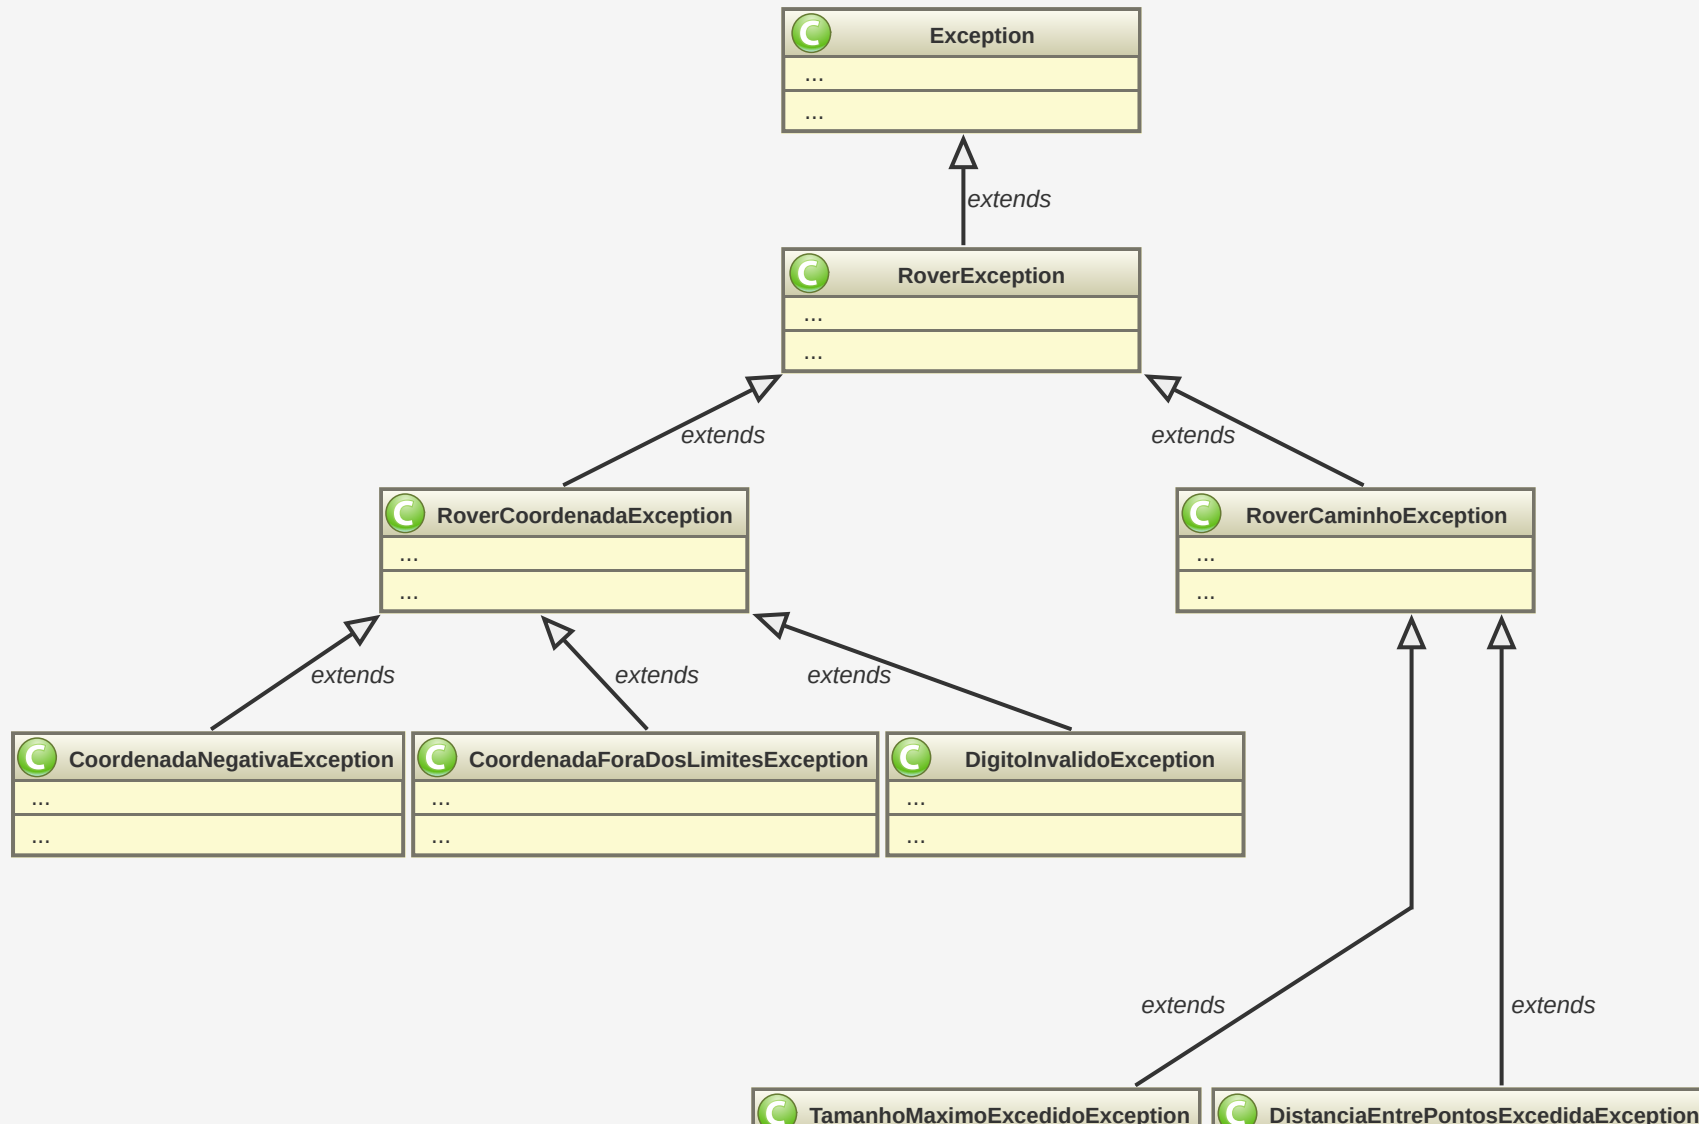 C Exception
...
...
extends
C RoverException
...
...
extends
extends
C RoverCoordenadaException
...
...
C RoverCaminhoException
...
...
extends
extends
extends
C CoordenadaNegativaException
...
...
C CoordenadaForaDosLimitesException
...
...
C DigitoInvalidoException
...
...
extends
extends
C TamanhoMaximoExcedidoException
C DistanciaEntrePontosExcedidaException